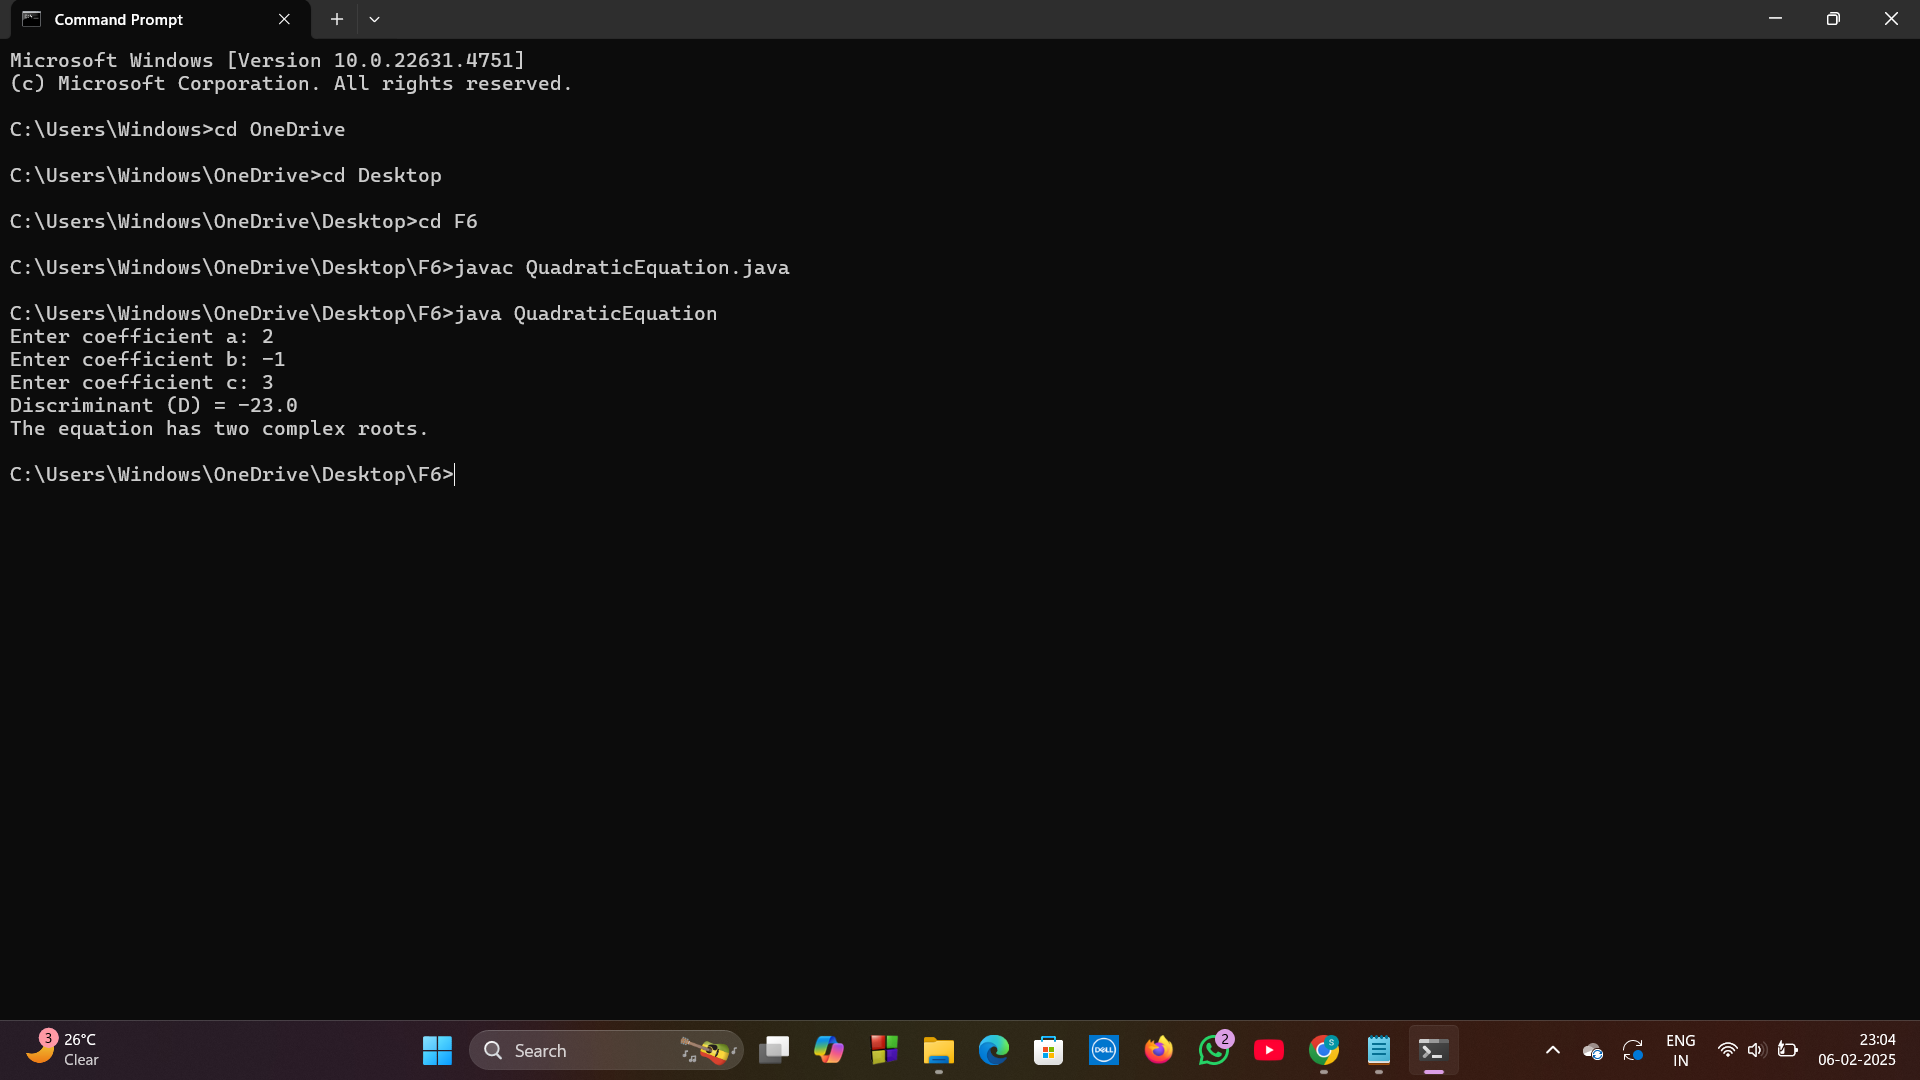 Command Prompt
Microsoft Windows [Version 10.0.22631.4751]
(c) Microsoft Corporation. All rights reserved.
C:\Users\Windows>cd OneDrive
C:\Users\Windows\OneDrive>cd Desktop
C:\Users\Windows\OneDrive\Desktop>cd F6
C:\Users\Windows\OneDrive\Desktop\F6>javac QuadraticEquation.java
C:\Users\Windows\OneDrive\Desktop\F6>java QuadraticEquation
Enter coefficient a: 2
Enter coefficient b: -1
Enter coefficient c: 3
Discriminant (D) = -23.0
The equation has two complex roots.
C:\Users\Windows\OneDrive\Desktop\F6>
3
26°C
Clear
Search
DELL
2
S
ENG
IN
23:04
06-02-2025